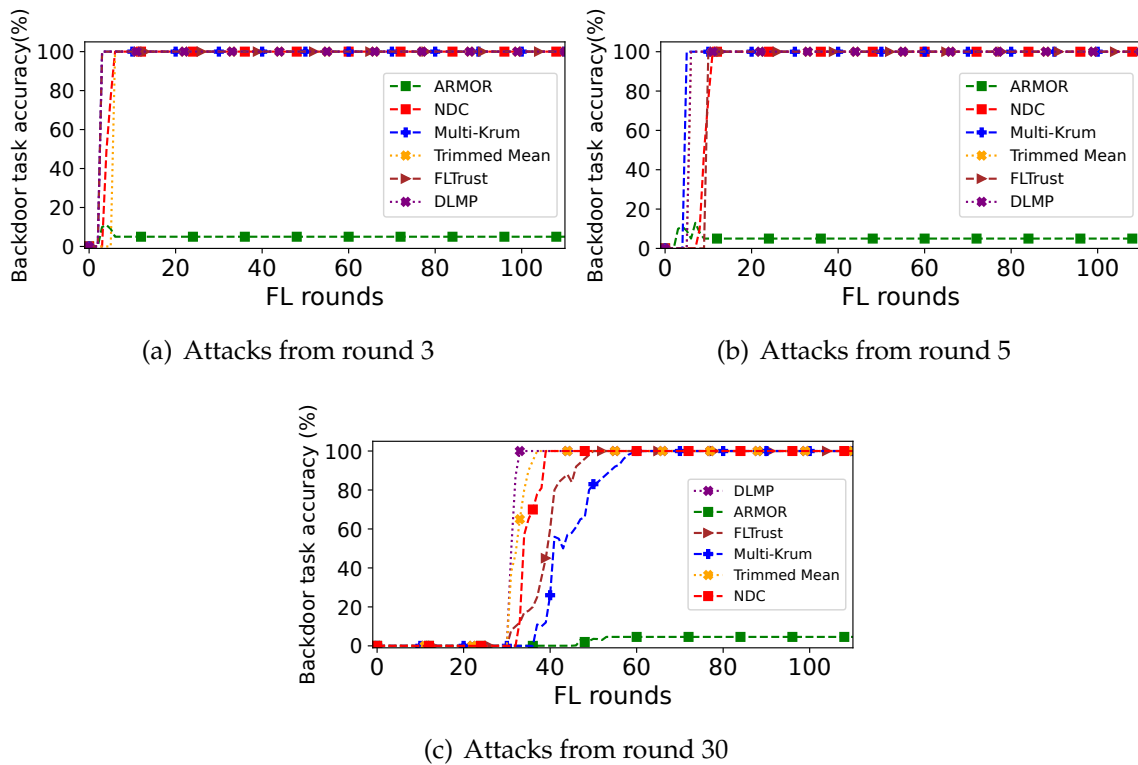 Backdoor task accuracy(%)
100
80
60
40
20
0
ARMOR
NDC
Multi-Krum
Trimmed Mean
FLTrust
DLMP
0 20 40 60 80 100
FL rounds
(a) Attacks from round 3
Backdoor task accuracy(%)
100
80
60
40
20
0
ARMOR
NDC
Multi-Krum
Trimmed Mean
FLTrust
DLMP
0 20 40 60 80 100
FL rounds
(b) Attacks from round 5
Backdoor task accuracy (%)
100
80
60
40
20
0
DLMP
ARMOR
FLTrust
Multi-Krum
Trimmed Mean
NDC
0 20 40 60 80 100
FL rounds
(c) Attacks from round 30